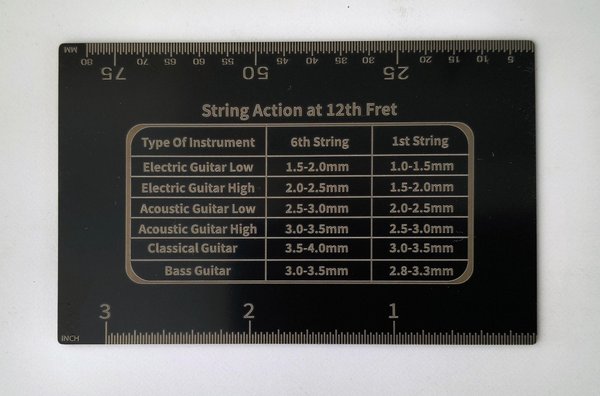 MM 80 75 70 65 60 55 50 45 40 35 30 25 20 15 10 5
String Action at 12th Fret
Type Of Instrument 6th String 1st String
Electric Guitar Low 1.5-2.0mm 1.0-1.5mm
Electric Guitar High 2.0-2.5mm 1.5-2.0mm
Acoustic Guitar Low 2.5-3.0mm 2.0-2.5mm
Acoustic Guitar High 3.0-3.5mm 2.5-3.0mm
Classical Guitar 3.5-4.0mm 3.0-3.5mm
Bass Guitar 3.0-3.5mm 2.8-3.3mm
3 2 1
INCH